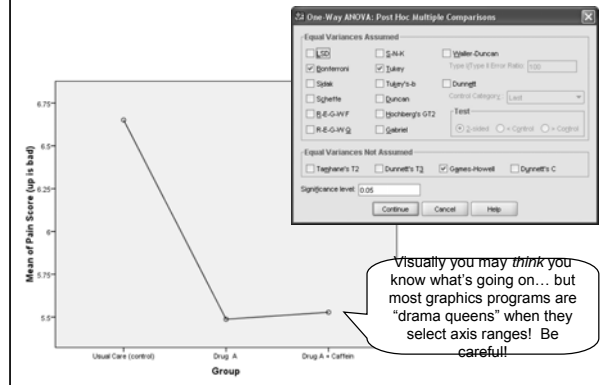 One-Way ANOVA: Post Hoc Multiple Comparisons
Equal Variances Assumed
LSD S-N-K Waller-Duncan
Bonferroni Tukey Type I/Type II Error Ratio: 100
Sidak Tukey's-b Dunnett
Scheffe Duncan Control Category: Last
R-E-G-W F Hochberg's GT2 Test
R-E-G-W Q Gabriel 2-sided < Control > Control
Equal Variances Not Assumed
Tamhane's T2 Dunnett's T3 Games-Howell Dunnett's C
Significance level: 0.05
Continue Cancel Help
Mean of Pain Score (up is bad)
6.75
6.5
6.25
6
5.75
5.5
Usual Care (control) Drug A Drug A + Caffein
Group
Visually you may think you
know what's going on… but
most graphics programs are
“drama queens” when they
select axis ranges! Be
careful!